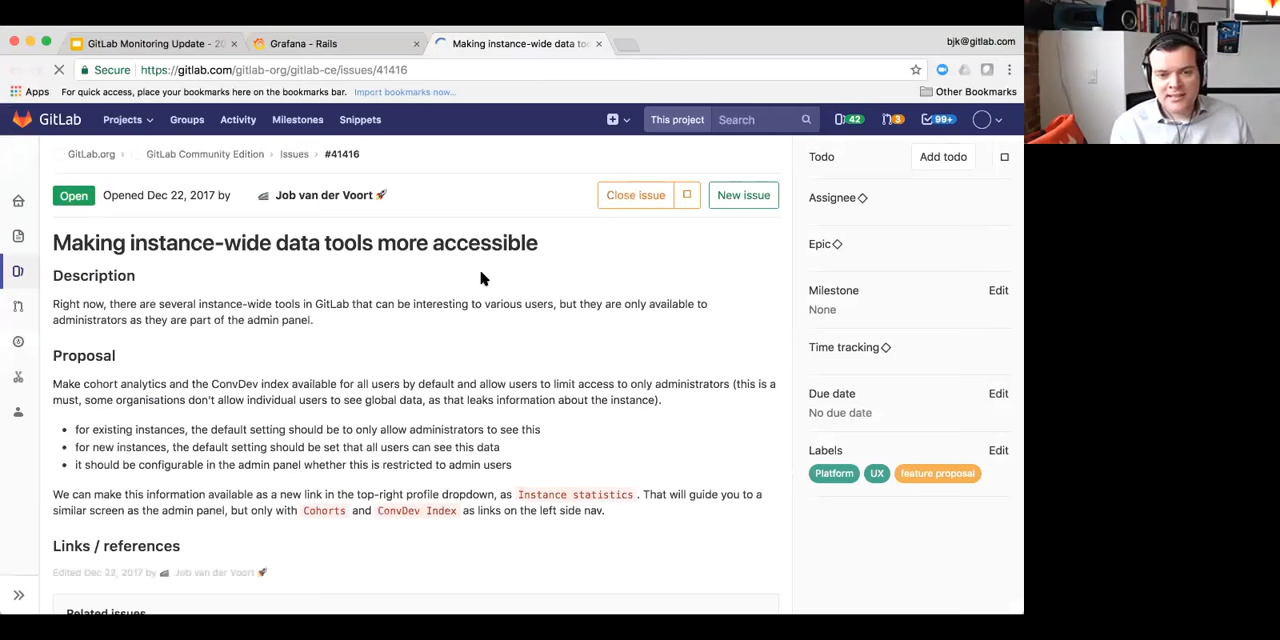 GitLab Monitoring Update - 20
Grafana - Rails
Making instance-wide data too
bjk@gitlab.com
Secure
https://gitlab.com/gitlab-org/gitlab-ce/issues/41416
Apps
For quick access, place your bookmarks here on the bookmarks bar. Import bookmarks now...
Other Bookmarks
GitLab Projects Groups Activity Milestones Snippets This project Search 42 3 99+
GitLab.org › GitLab Community Edition › Issues › #41416
Todo Add todo
Open Opened Dec 22, 2017 by Job van der Voort Close issue New issue
Assignee
Making instance-wide data tools more accessible
Epic
Description
Right now, there are several instance-wide tools in GitLab that can be interesting to various users, but they are only available to
administrators as they are part of the admin panel.
Milestone Edit
None
Proposal
Time tracking
Make cohort analytics and the ConvDev index available for all users by default and allow users to limit access to only administrators (this is a
must, some organisations don't allow individual users to see global data, as that leaks information about the instance).
Due date Edit
No due date
for existing instances, the default setting should be to only allow administrators to see this
for new instances, the default setting should be set that all users can see this data
it should be configurable in the admin panel whether this is restricted to admin users
Labels Edit
Platform UX feature proposal
We can make this information available as a new link in the top-right profile dropdown, as Instance statistics. That will guide you to a
similar screen as the admin panel, but only with Cohorts and ConvDev Index as links on the left side nav.
Links / references
Edited Dec 22, 2017 by Job van der Voort
Related issues